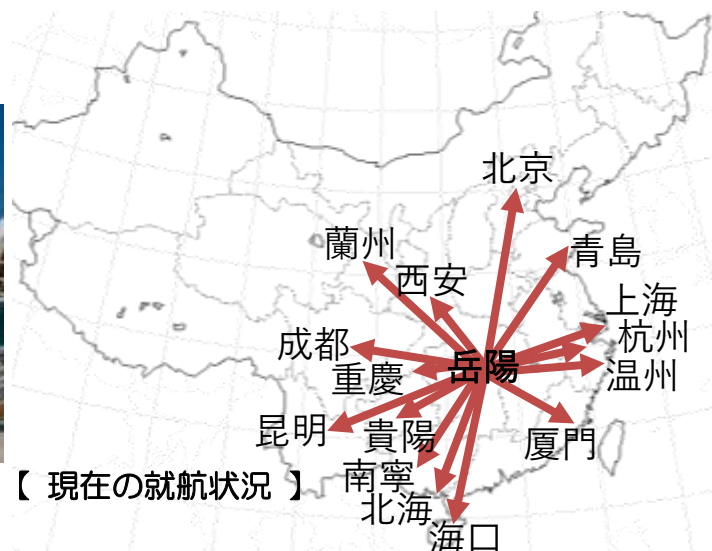 北京
蘭州
青島
西安
上海
杭州
成都
岳陽
重慶
温州
昆明
貴陽
厦門
南寧
【 現在の就航状況 】
北海
海口